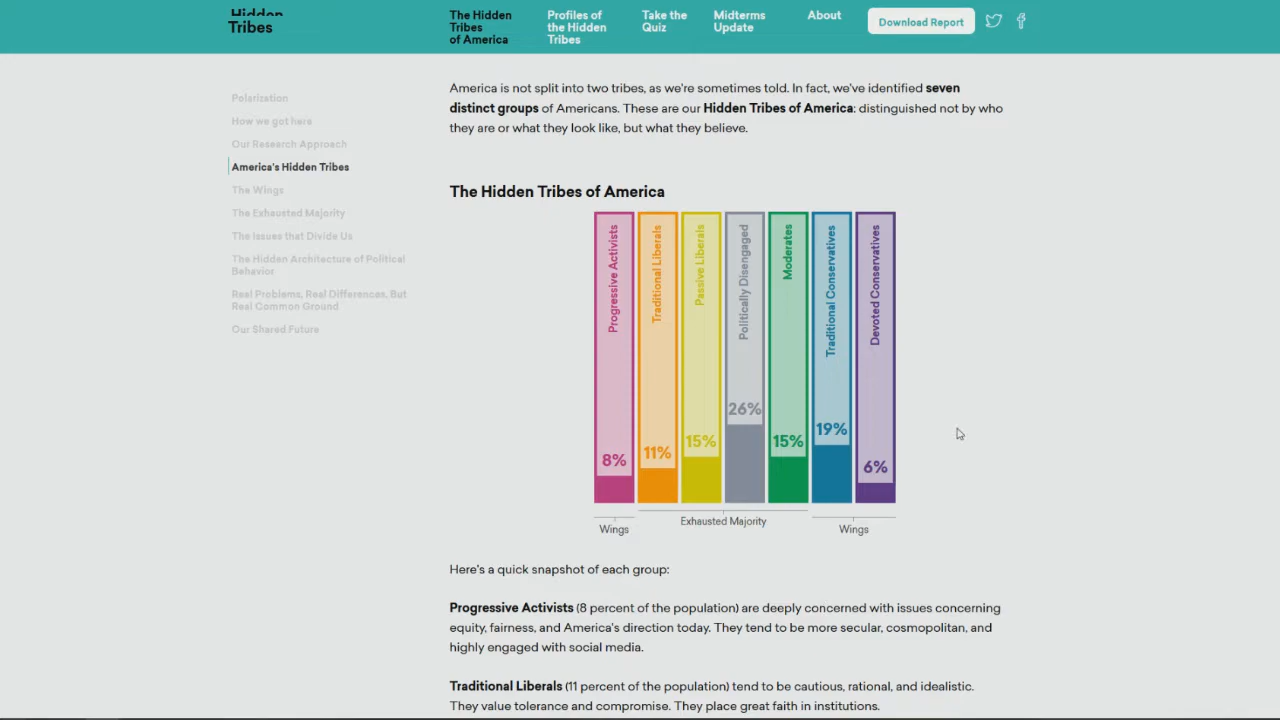 Hidden
Tribes
The Hidden
Tribes
of America
Profiles of
the Hidden
Tribes
Take the
Quiz
Midterms
Update
About
Download Report
Polarization
How we got here
Our Research Approach
America's Hidden Tribes
The Wings
The Exhausted Majority
The Issues that Divide Us
The Hidden Architecture of Political
Behavior
Real Problems, Real Differences, But
Real Common Ground
Our Shared Future
America is not split into two tribes, as we're sometimes told. In fact, we've identified seven
distinct groups of Americans. These are our Hidden Tribes of America: distinguished not by who
they are or what they look like, but what they believe.
The Hidden Tribes of America
Progressive Activists
Traditional Liberals
Passive Liberals
Politically Disengaged
Moderates
Traditional Conservatives
Devoted Conservatives
8%
11%
15%
26%
15%
19%
6%
Wings
Exhausted Majority
Wings
Here's a quick snapshot of each group:
Progressive Activists (8 percent of the population) are deeply concerned with issues concerning
equity, fairness, and America's direction today. They tend to be more secular, cosmopolitan, and
highly engaged with social media.
Traditional Liberals (11 percent of the population) tend to be cautious, rational, and idealistic.
They value tolerance and compromise. They place great faith in institutions.